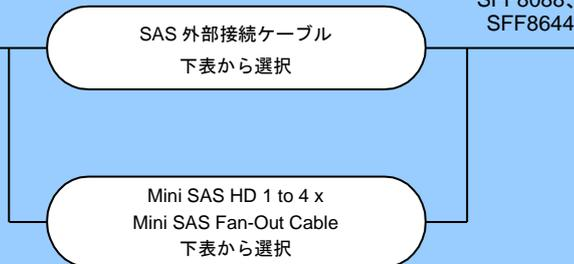 SFF8088、
SFF8644
SAS 外部接続ケーブル
下表から選択
Mini SAS HD 1 to 4 x
Mini SAS Fan-Out Cable
下表から選択